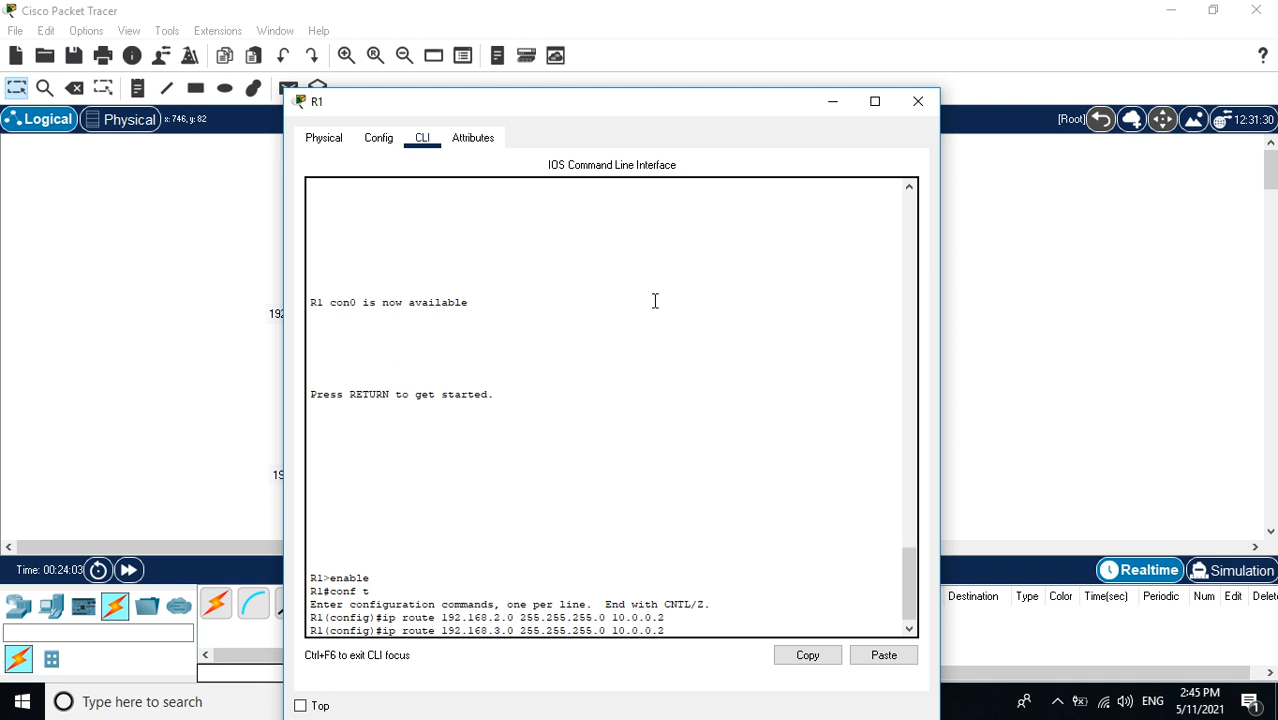 Cisco Packet Tracer
File Edit Options View Tools Extensions Window Help
Logical Physical x: 746, y: 82 [Root] 12:31:30
R1
Physical Config CLI Attributes
IOS Command Line Interface
R1 con0 is now available
192
Press RETURN to get started.
19
R1>enable
R1#conf t
Enter configuration commands, one per line. End with CNTL/Z.
R1(config)#ip route 192.168.2.0 255.255.255.0 10.0.0.2
R1(config)#ip route 192.168.3.0 255.255.255.0 10.0.0.2
Ctrl+F6 to exit CLI focus Copy Paste
Top
Time: 00:24:03 Realtime Simulation
Destination Type Color Time(sec) Periodic Num Edit Delet
Type here to search
ENG
2:45 PM
5/11/2021
1